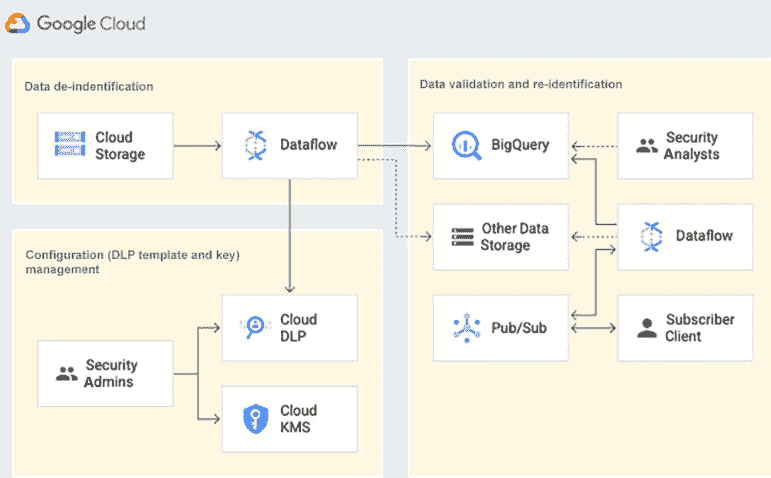 Google Cloud
Data de-indentification
Cloud
Storage
Dataflow
Configuration (DLP template and key)
management
Security
Admins
Cloud
DLP
Cloud
KMS
Data validation and re-identification
BigQuery
Security
Analysts
Other Data
Storage
Dataflow
Pub/Sub
Subscriber
Client